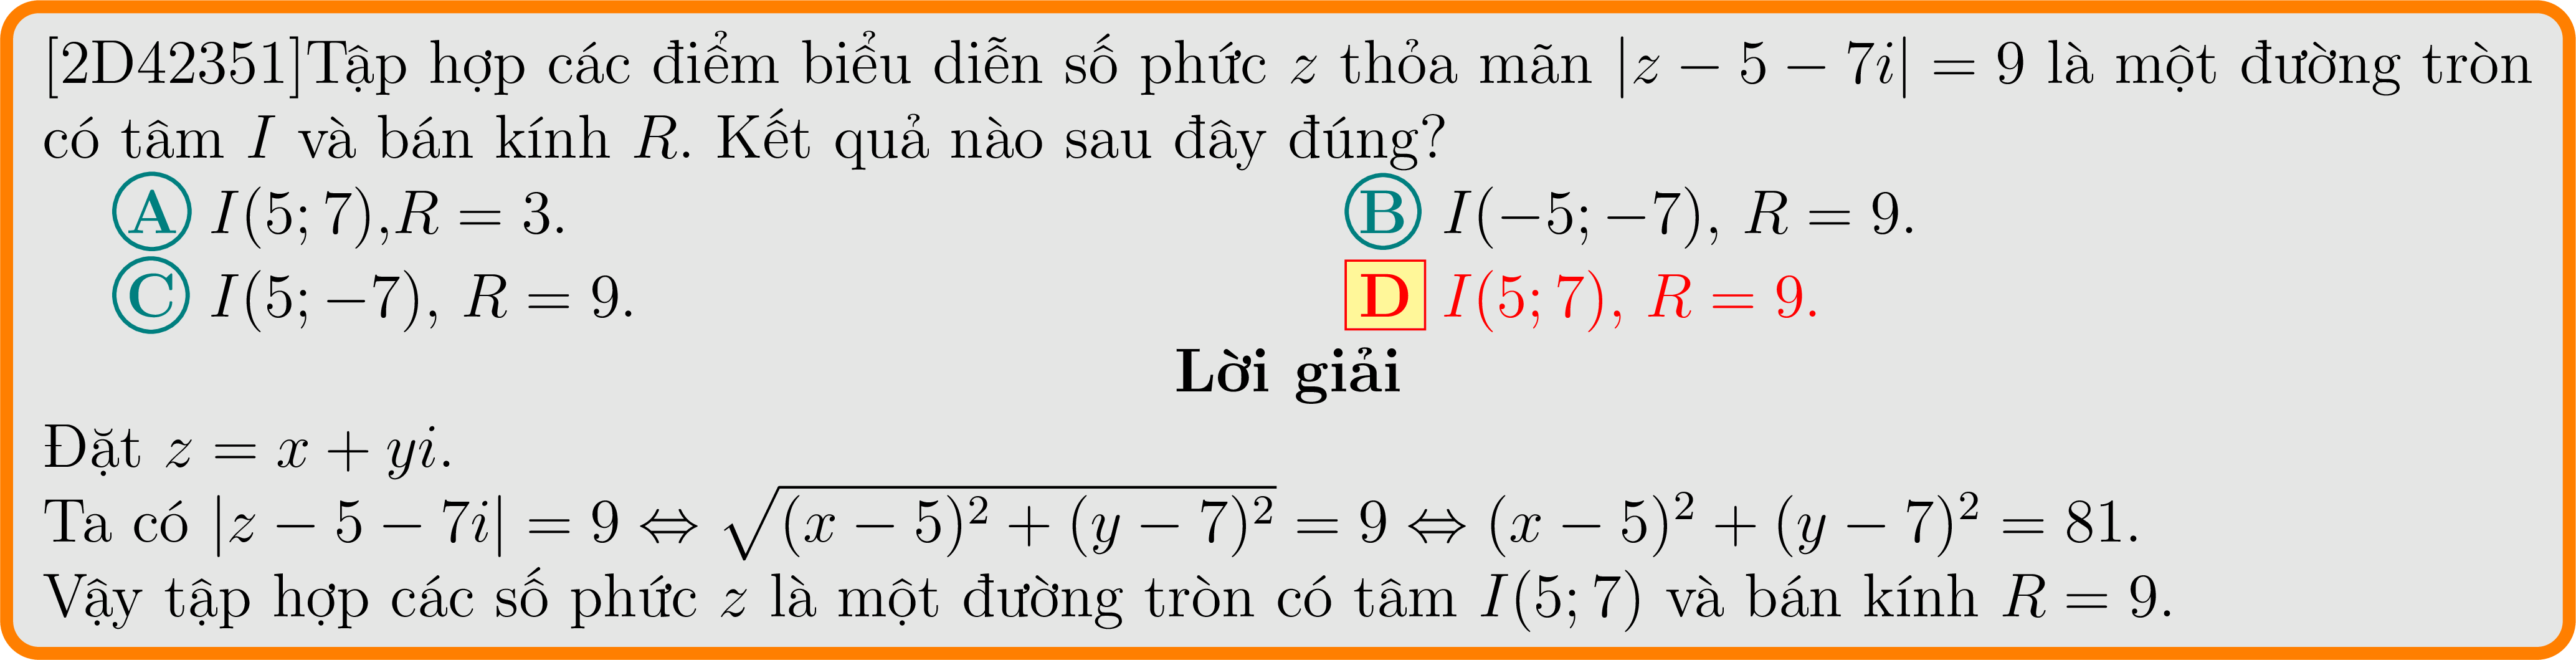 [2D42351]Tập hợp các điểm biểu diễn số phức z thỏa mãn |z − 5 − 7i| = 9 là một đường tròn
có tâm I và bán kính R. Kết quả nào sau đây đúng?
A I(5; 7),R = 3.
B I(−5; −7), R = 9.
C I(5; −7), R = 9.
D I(5; 7), R = 9.
Lời giải
Đặt z = x + yi.
Ta có |z − 5 − 7i| = 9 ⇔ √((x − 5)² + (y − 7)²) = 9 ⇔ (x − 5)² + (y − 7)² = 81.
Vậy tập hợp các số phức z là một đường tròn có tâm I(5; 7) và bán kính R = 9.